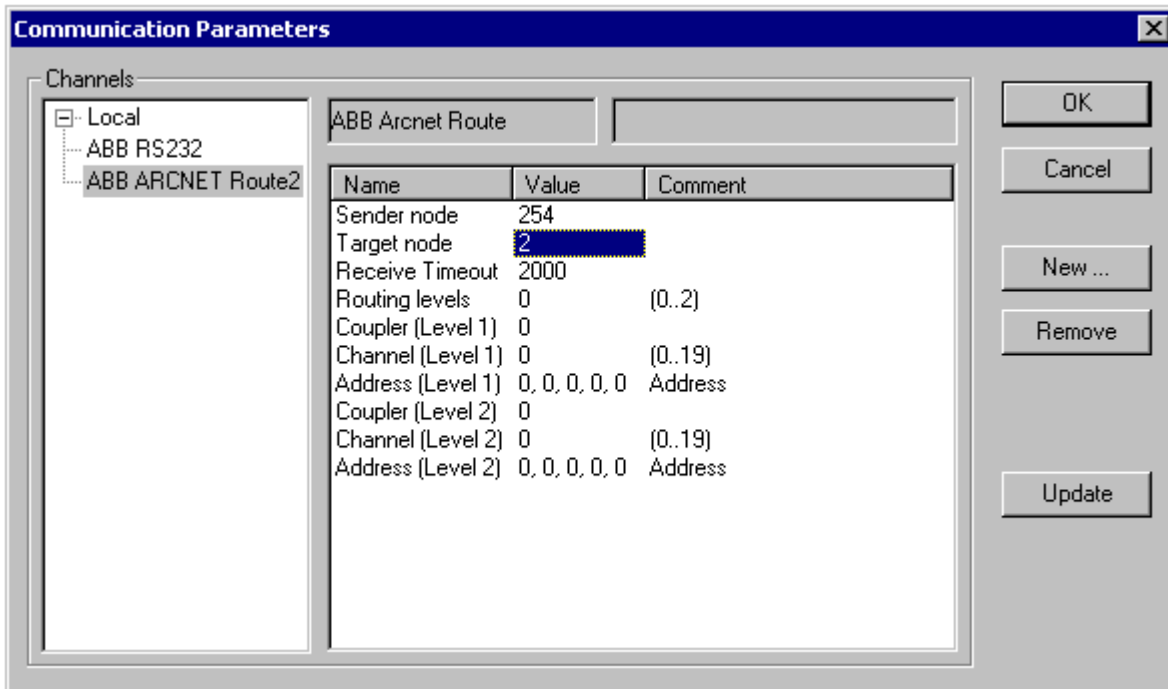 Communication Parameters
Channels
Local
ABB RS232
ABB ARCNET Route2
ABB Arcnet Route
Name Value Comment
Sender node 254
Target node 2
Receive Timeout 2000
Routing levels 0 (0..2)
Coupler (Level 1) 0
Channel (Level 1) 0 (0..19)
Address (Level 1) 0, 0, 0, 0, 0 Address
Coupler (Level 2) 0
Channel (Level 2) 0 (0..19)
Address (Level 2) 0, 0, 0, 0, 0 Address
OK
Cancel
New ...
Remove
Update